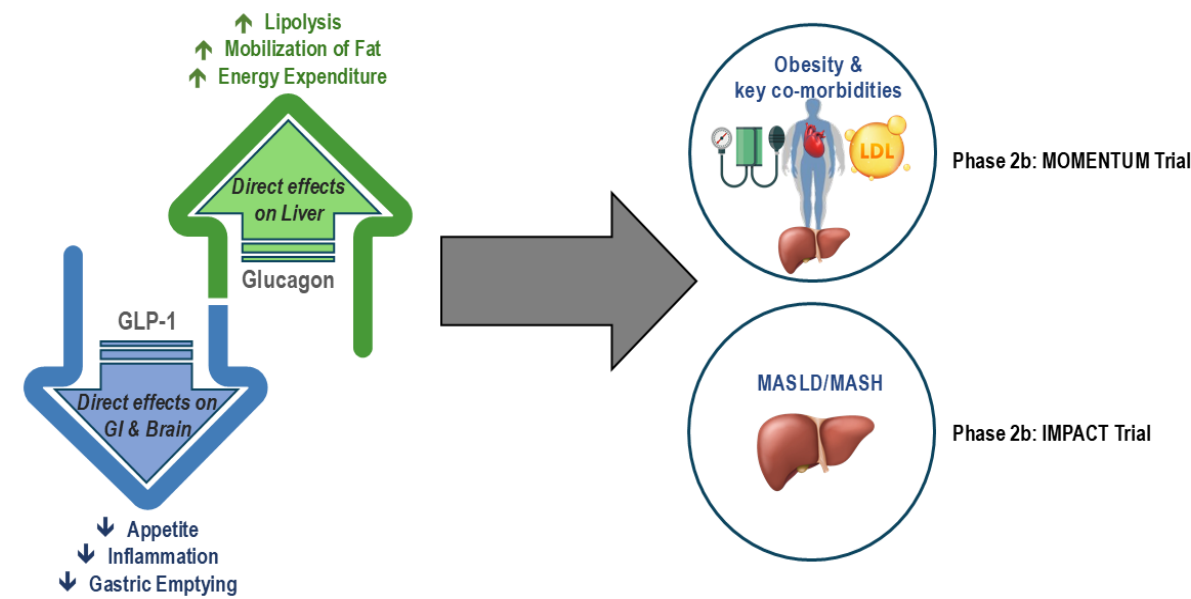 ↑ Lipolysis
↑ Mobilization of Fat
↑ Energy Expenditure
Direct effects
on Liver
Glucagon
GLP-1
Direct effects on
GI & Brain
↓ Appetite
↓ Inflammation
↓ Gastric Emptying
Obesity &
key co-morbidities
LDL
Phase 2b: MOMENTUM Trial
MASLD/MASH
Phase 2b: IMPACT Trial